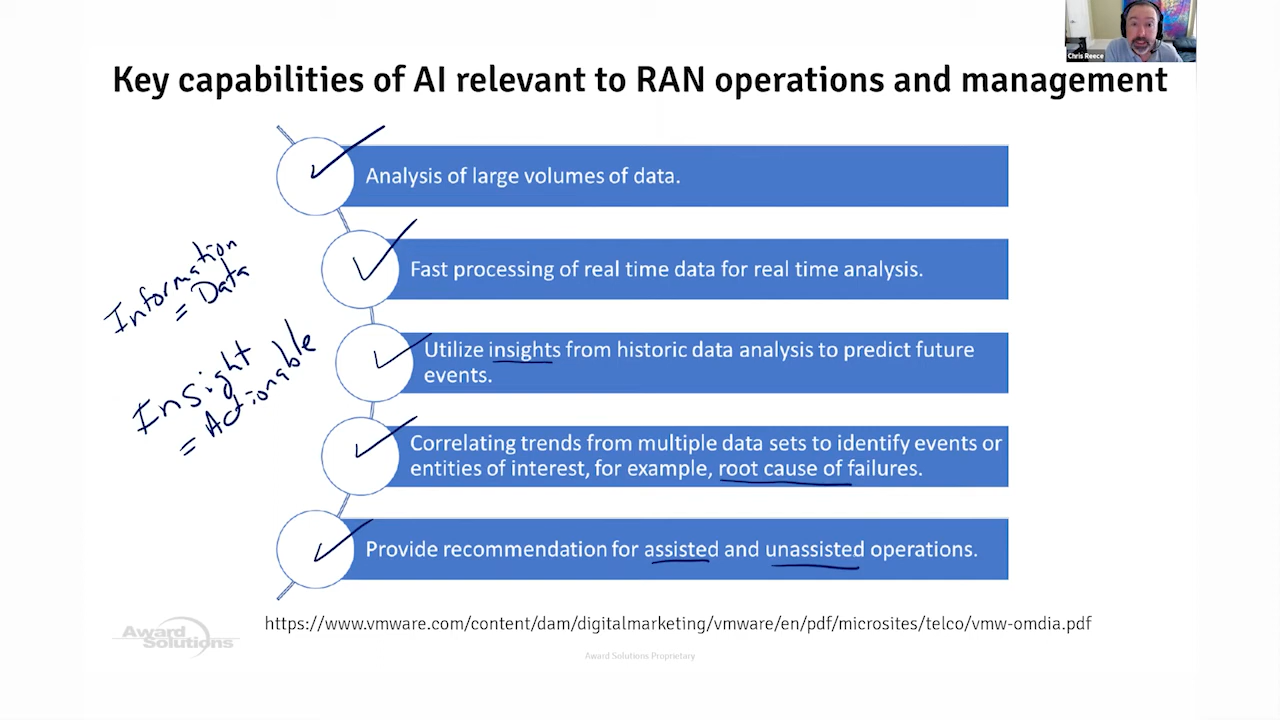 Chris Reece
Key capabilities of AI relevant to RAN operations and management
Analysis of large volumes of data.
Fast processing of real time data for real time analysis.
Information
= Data
Utilize insights from historic data analysis to predict future
events.
Insight
= Actionable
Correlating trends from multiple data sets to identify events or
entities of interest, for example, root cause of failures.
Provide recommendation for assisted and unassisted operations.
https://www.vmware.com/content/dam/digitalmarketing/vmware/en/pdf/microsites/telco/vmw-omdia.pdf
Award
Solutions
Award Solutions Proprietary